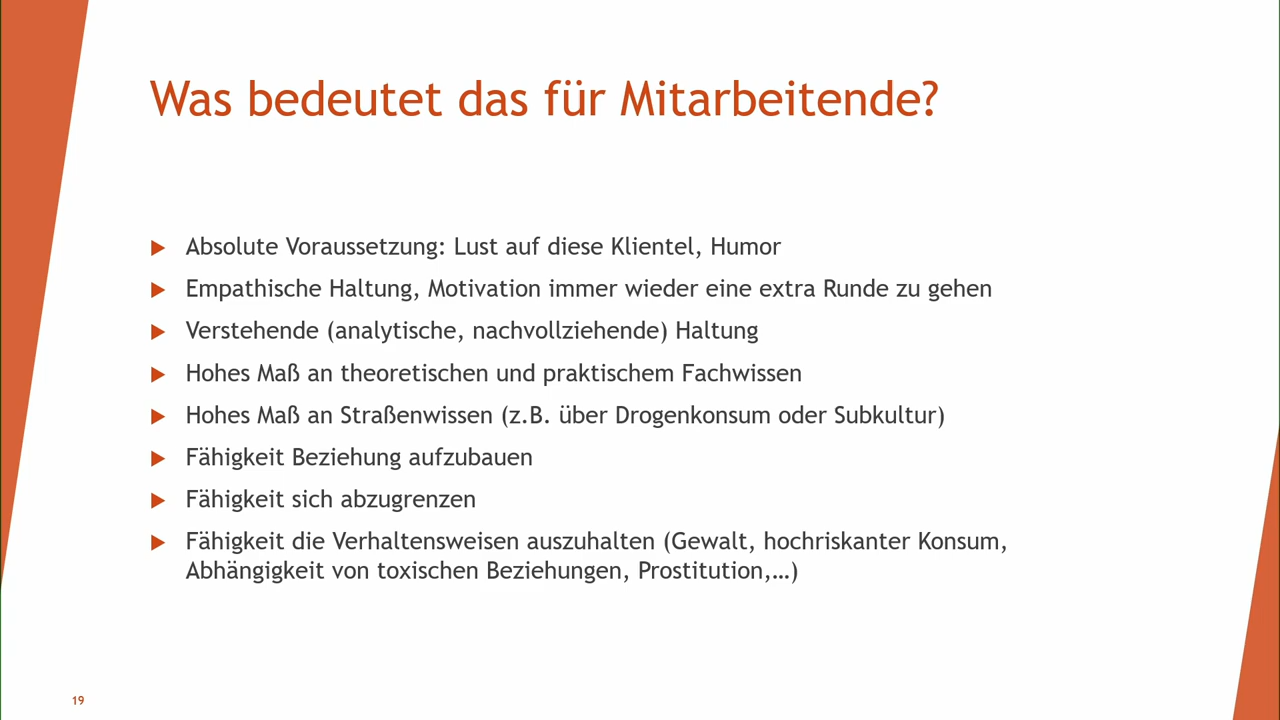 Was bedeutet das für Mitarbeitende?
Absolute Voraussetzung: Lust auf diese Klientel, Humor
Empathische Haltung, Motivation immer wieder eine extra Runde zu gehen
Verstehende (analytische, nachvollziehende) Haltung
Hohes Maß an theoretischen und praktischem Fachwissen
Hohes Maß an Straßenwissen (z.B. über Drogenkonsum oder Subkultur)
Fähigkeit Beziehung aufzubauen
Fähigkeit sich abzugrenzen
Fähigkeit die Verhaltensweisen auszuhalten (Gewalt, hochriskanter Konsum,
Abhängigkeit von toxischen Beziehungen, Prostitution,…)
19